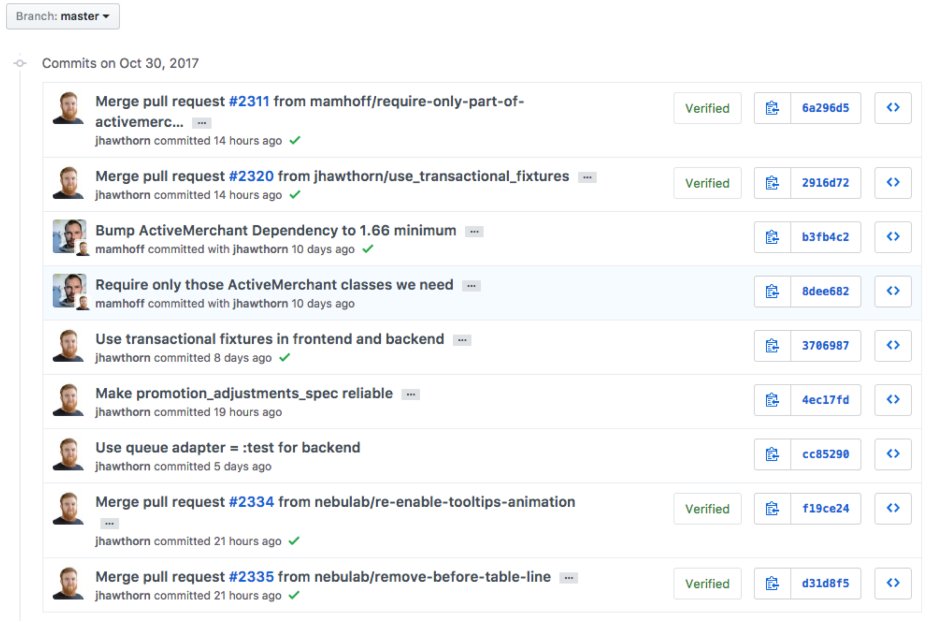 Branch: master
Commits on Oct 30, 2017
Merge pull request #2311 from mamhoff/require-only-part-of-
activemerc... …
jhawthorn committed 14 hours ago
Verified
6a296d5
Merge pull request #2320 from jhawthorn/use_transactional_fixtures …
jhawthorn committed 14 hours ago
Verified
2916d72
Bump ActiveMerchant Dependency to 1.66 minimum …
mamhoff committed with jhawthorn 10 days ago
b3fb4c2
Require only those ActiveMerchant classes we need …
mamhoff committed with jhawthorn 10 days ago
8dee682
Use transactional fixtures in frontend and backend …
jhawthorn committed 8 days ago
3706987
Make promotion_adjustments_spec reliable …
jhawthorn committed 19 hours ago
4ec17fd
Use queue adapter = :test for backend
jhawthorn committed 5 days ago
cc85290
Merge pull request #2334 from nebulab/re-enable-tooltips-animation
…
jhawthorn committed 21 hours ago
Verified
f19ce24
Merge pull request #2335 from nebulab/remove-before-table-line …
jhawthorn committed 21 hours ago
Verified
d31d8f5